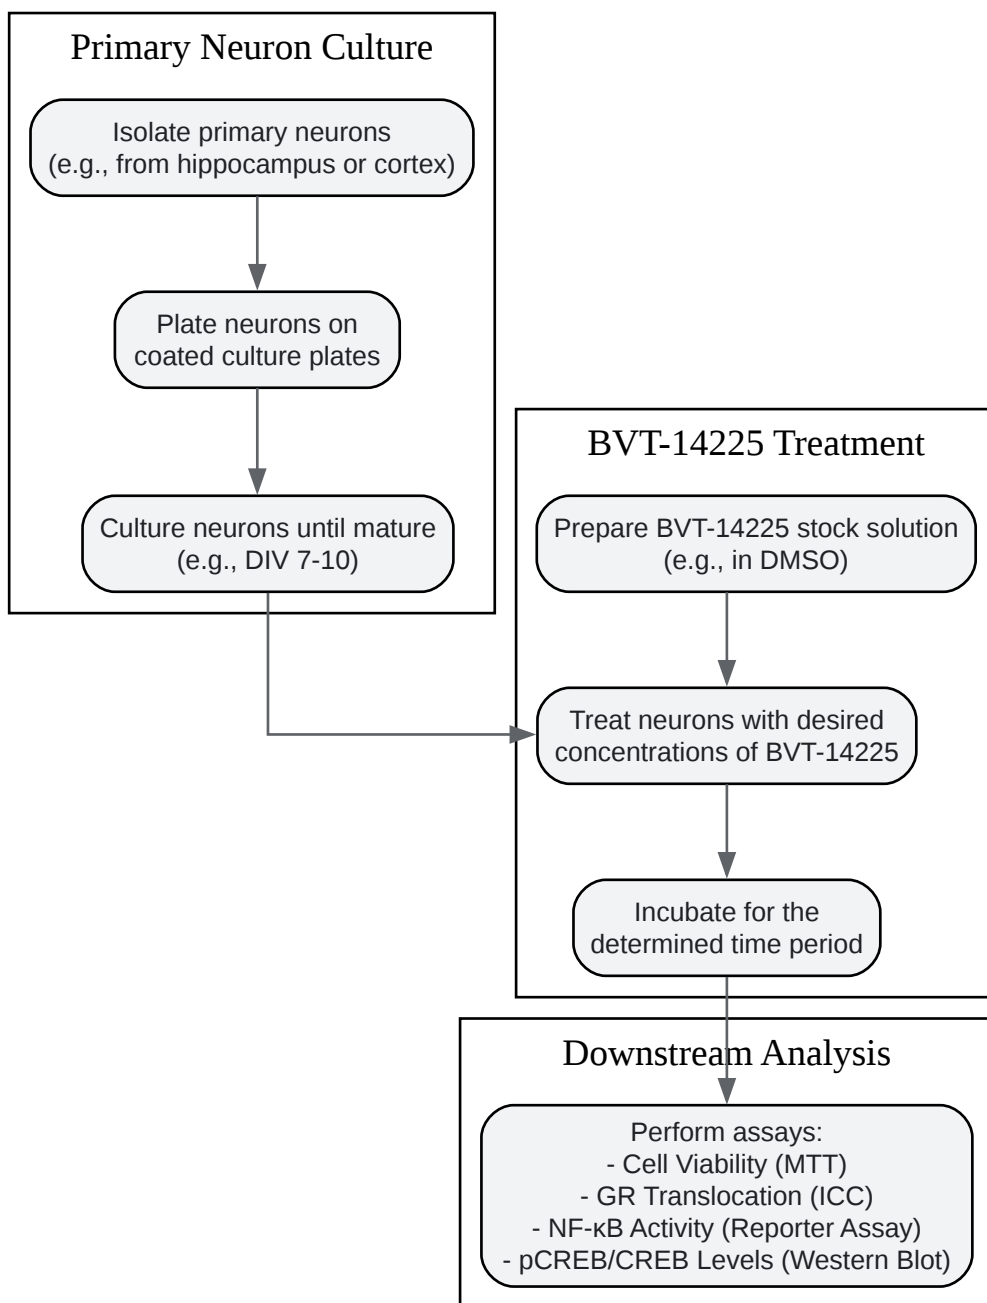 Primary Neuron Culture
Isolate primary neurons
(e.g., from hippocampus or cortex)
Plate neurons on
coated culture plates
Culture neurons until mature
(e.g., DIV 7-10)
BVT-14225 Treatment
Prepare BVT-14225 stock solution
(e.g., in DMSO)
Treat neurons with desired
concentrations of BVT-14225
Incubate for the
determined time period
Downstream Analysis
Perform assays:
- Cell Viability (MTT)
- GR Translocation (ICC)
- NF-κB Activity (Reporter Assay)
- pCREB/CREB Levels (Western Blot)